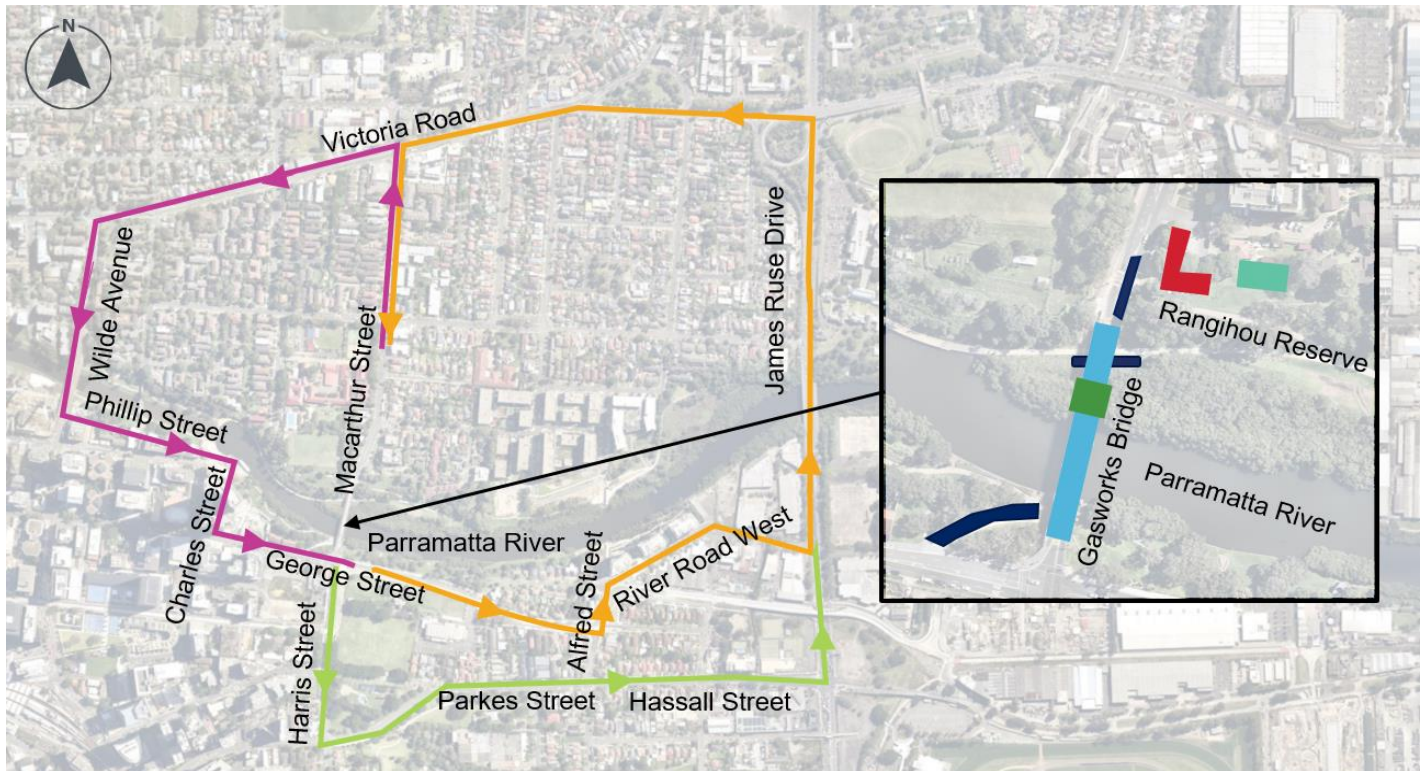 N
Victoria Road
Wilde Avenue
Macarthur Street
James Ruse Drive
Phillip Street
Charles Street
George Street
Parramatta River
Alfred Street
River Road West
Harris Street
Parkes Street
Hassall Street
Rangihou Reserve
Gasworks Bridge
Parramatta River